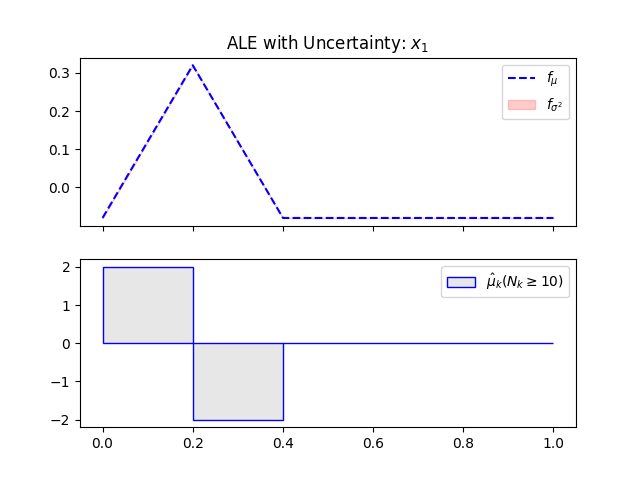 ALE with Uncertainty: $x_1$
0.3
0.2
0.1
0.0
$f_\mu$
$f_{\sigma^2}$
2
1
0
−1
−2
$\hat{\mu}_k(N_k \geq 10)$
0.0 0.2 0.4 0.6 0.8 1.0